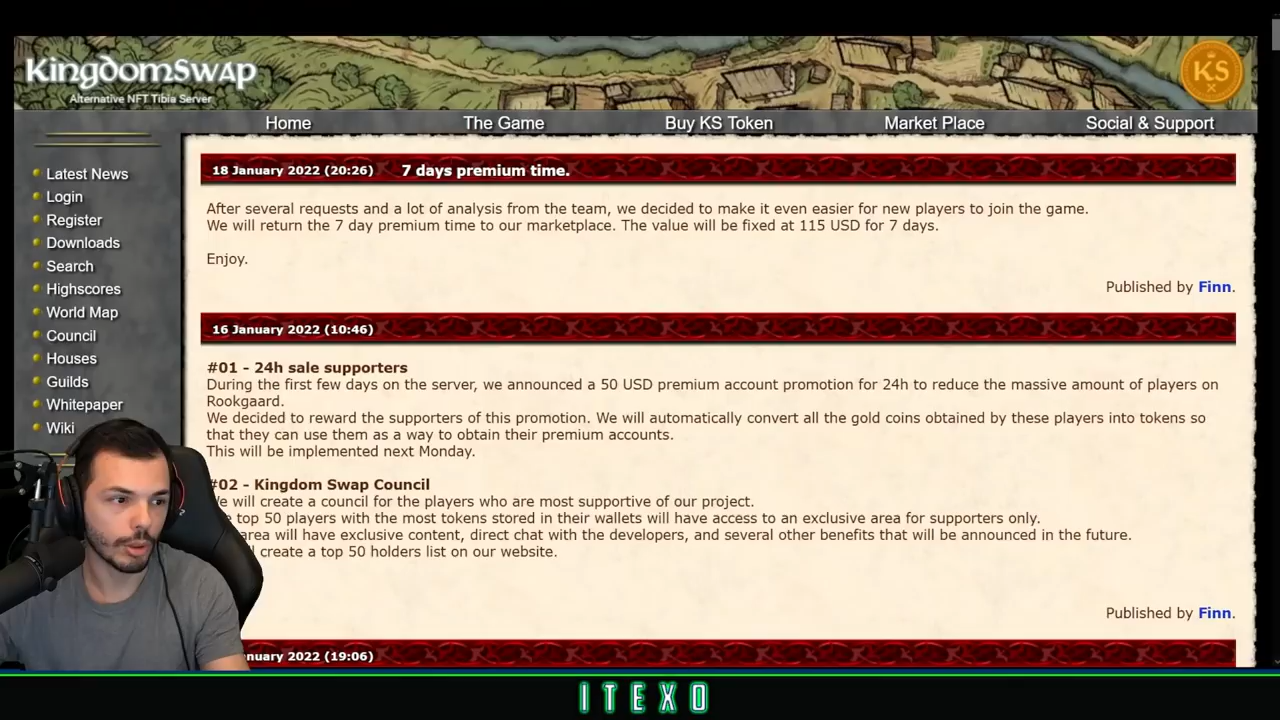 KingdomSwap
Alternative NFT Tibia Server
KS
Home
The Game
Buy KS Token
Market Place
Social & Support
Latest News
Login
Register
Downloads
Search
Highscores
World Map
Council
Houses
Guilds
Whitepaper
Wiki
18 January 2022 (20:26) 7 days premium time.
After several requests and a lot of analysis from the team, we decided to make it even easier for new players to join the game.
We will return the 7 day premium time to our marketplace. The value will be fixed at 115 USD for 7 days.
Enjoy.
Published by Finn.
16 January 2022 (10:46)
#01 - 24h sale supporters
During the first few days on the server, we announced a 50 USD premium account promotion for 24h to reduce the massive amount of players on
Rookgaard.
We decided to reward the supporters of this promotion. We will automatically convert all the gold coins obtained by these players into tokens so
that they can use them as a way to obtain their premium accounts.
This will be implemented next Monday.
#02 - Kingdom Swap Council
We will create a council for the players who are most supportive of our project.
top 50 players with the most tokens stored in their wallets will have access to an exclusive area for supporters only.
area will have exclusive content, direct chat with the developers, and several other benefits that will be announced in the future.
create a top 50 holders list on our website.
Published by Finn.
2022 (19:06)
ITEXO